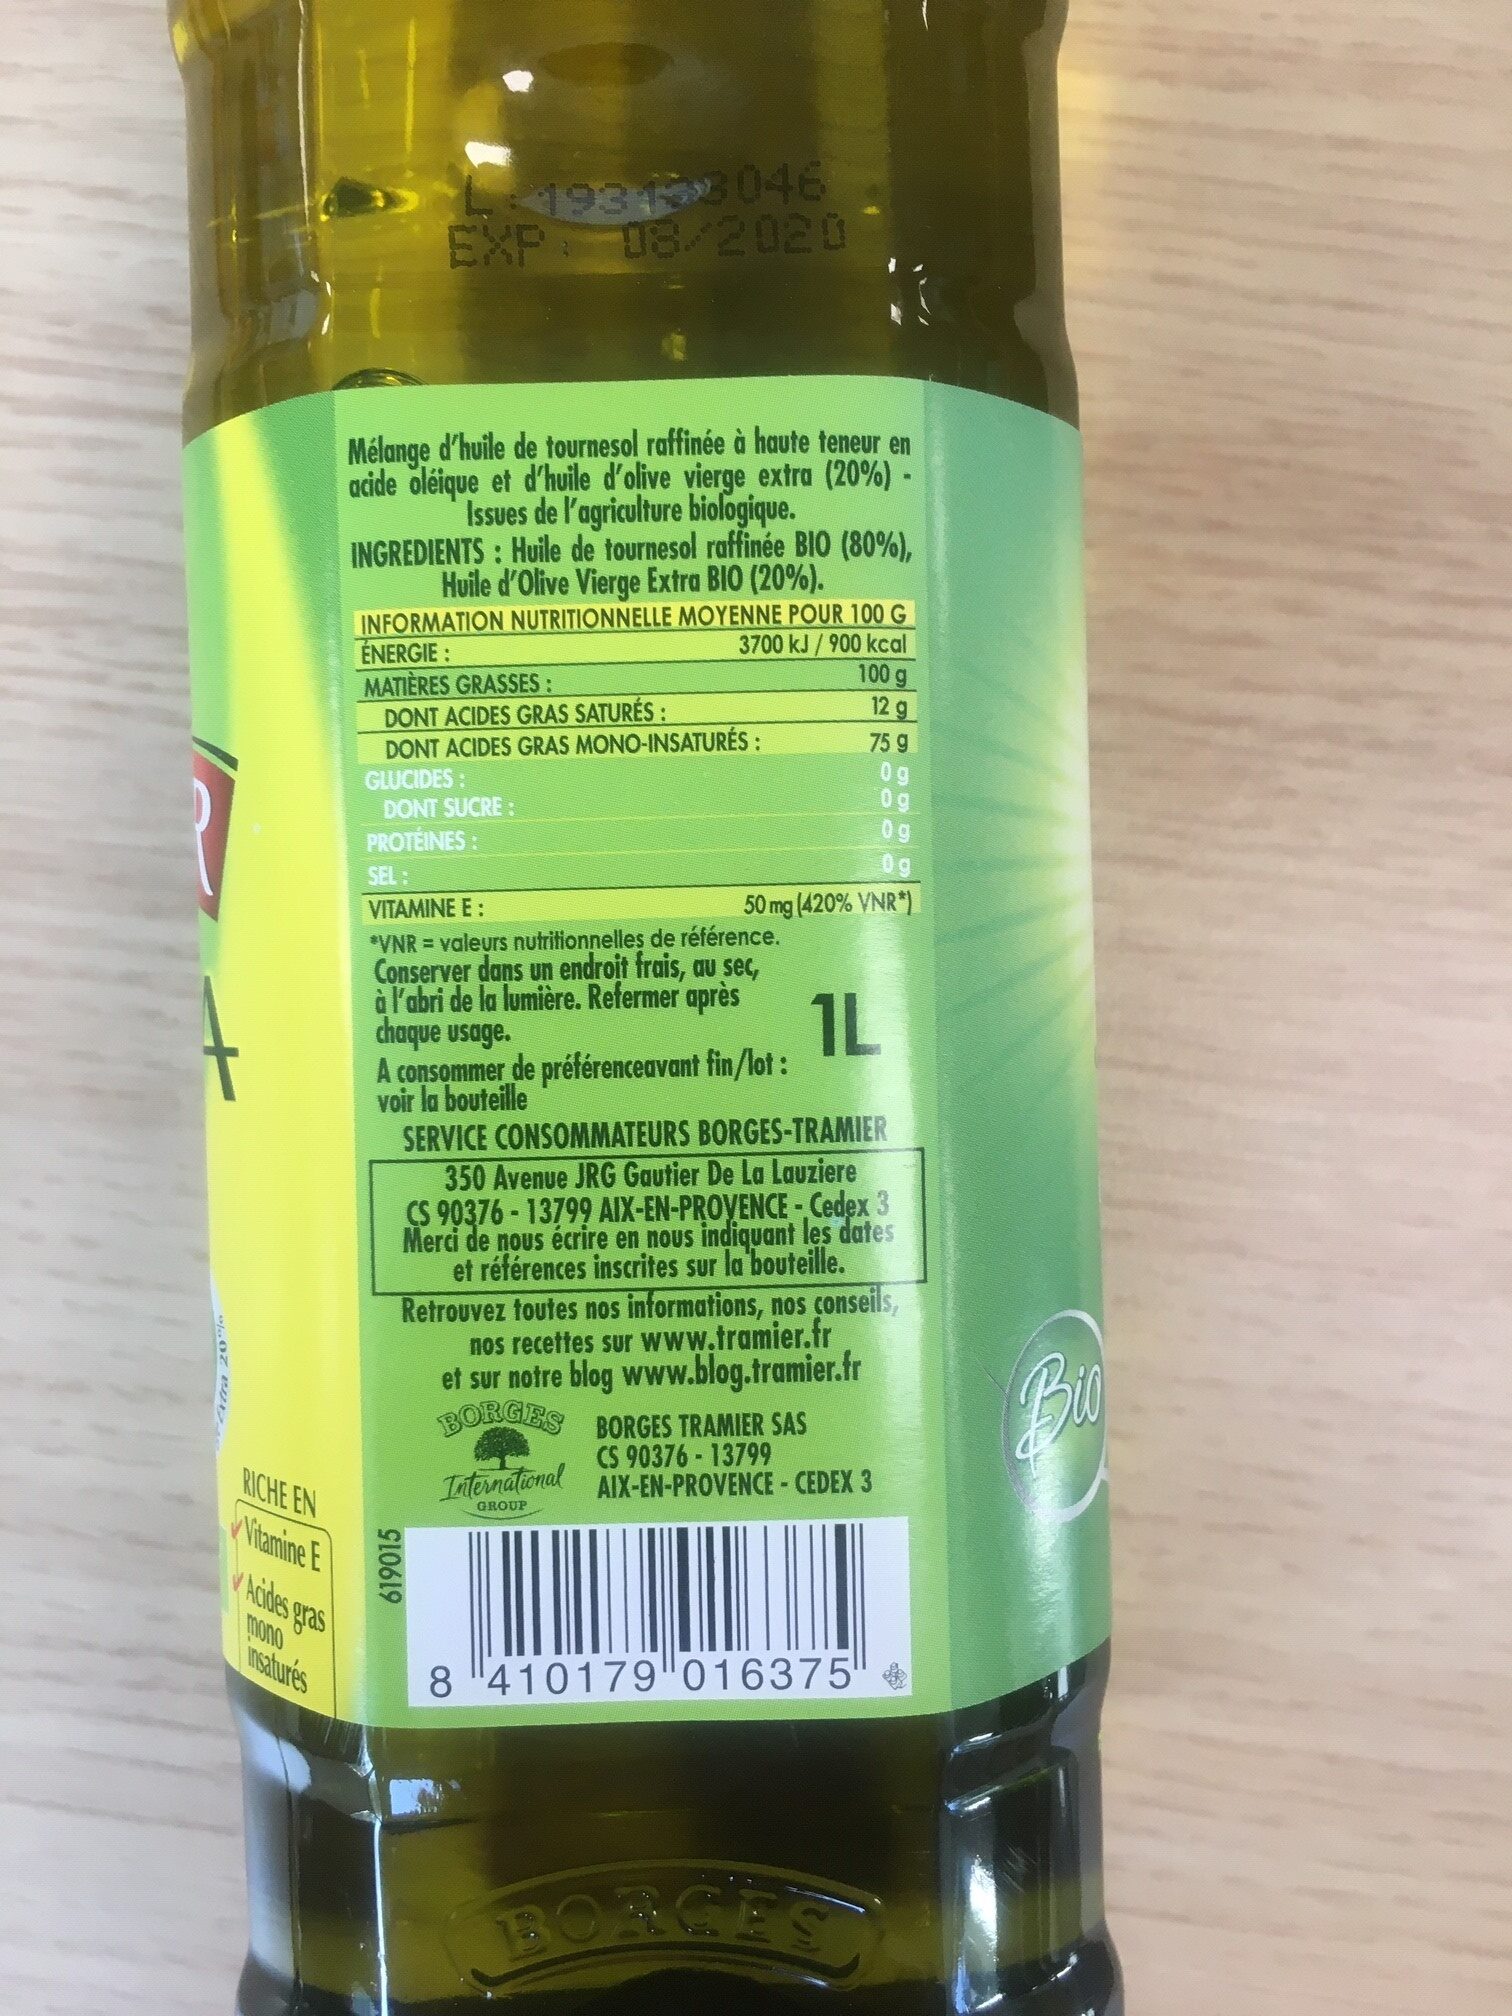 EXP: 08/2020
Mélange d'huile de tournesol raffinée à haute teneur en
acide oléique et d'huile d'olive vierge extra (20%) -
Issues de l'agriculture biologique.
INGREDIENTS : Huile de tournesol raffinée BIO (80%),
Huile d'Olive Vierge Extra BIO (20%).
INFORMATION NUTRITIONNELLE MOYENNE POUR 100 G
ÉNERGIE : 3700 kJ / 900 kcal
MATIÈRES GRASSES : 100 g
DONT ACIDES GRAS SATURÉS : 12 g
DONT ACIDES GRAS MONO-INSATURÉS : 75 g
GLUCIDES : 0 g
DONT SUCRE : 0 g
PROTÉINES : 0 g
SEL : 0 g
VITAMINE E : 50 mg (420% VNR*)
*VNR = valeurs nutritionnelles de référence.
Conserver dans un endroit frais, au sec,
à l'abri de la lumière. Refermer après
chaque usage.
1L
A consommer de préférenceavant fin/lot :
voir la bouteille
SERVICE CONSOMMATEURS BORGES-TRAMIER
350 Avenue JRG Gautier De La Lauziere
CS 90376 - 13799 AIX-EN-PROVENCE - Cedex 3
Merci de nous écrire en nous indiquant les dates
et références inscrites sur la bouteille.
Retrouvez toutes nos informations, nos conseils,
nos recettes sur www.tramier.fr
et sur notre blog www.blog.tramier.fr
BORGES
International
GROUP
BORGES TRAMIER SAS
CS 90376 - 13799
AIX-EN-PROVENCE - CEDEX 3
619015
8 410179 016375
R
A
20%
RICHE EN
Vitamine E
Acides gras
mono
insaturés
Bio
BORGES